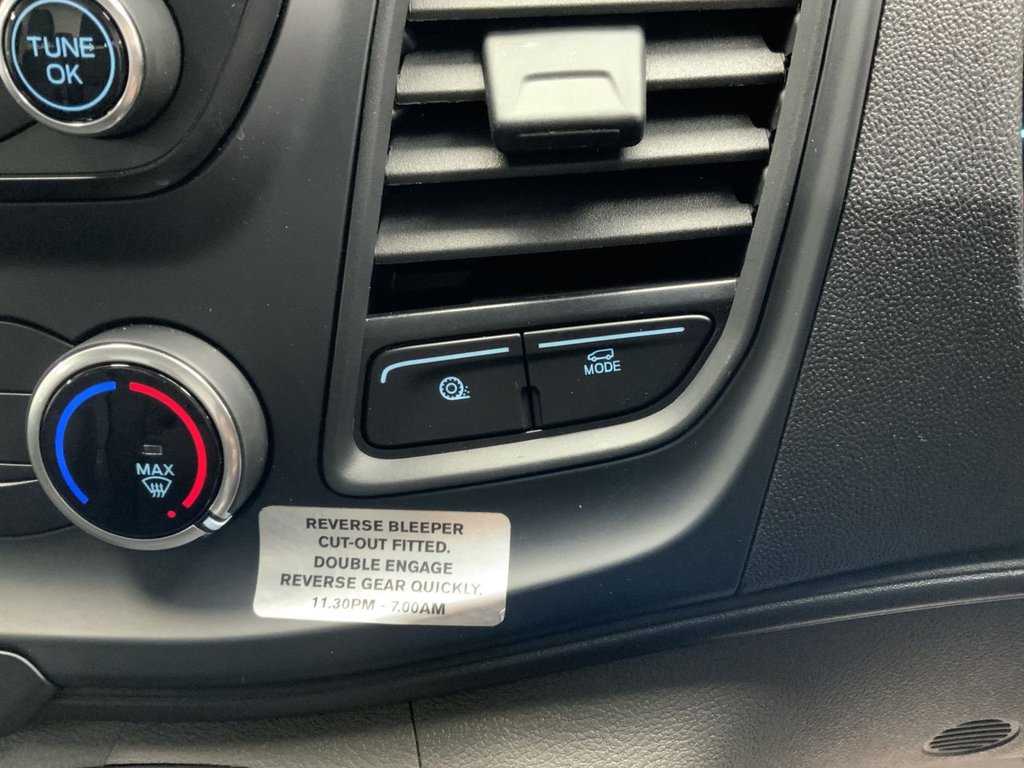 TUNE
OK
MODE
MAX
REVERSE BLEEPER
CUT-OUT FITTED.
DOUBLE ENGAGE
REVERSE GEAR QUICKLY.
11.30PM - 7.00AM